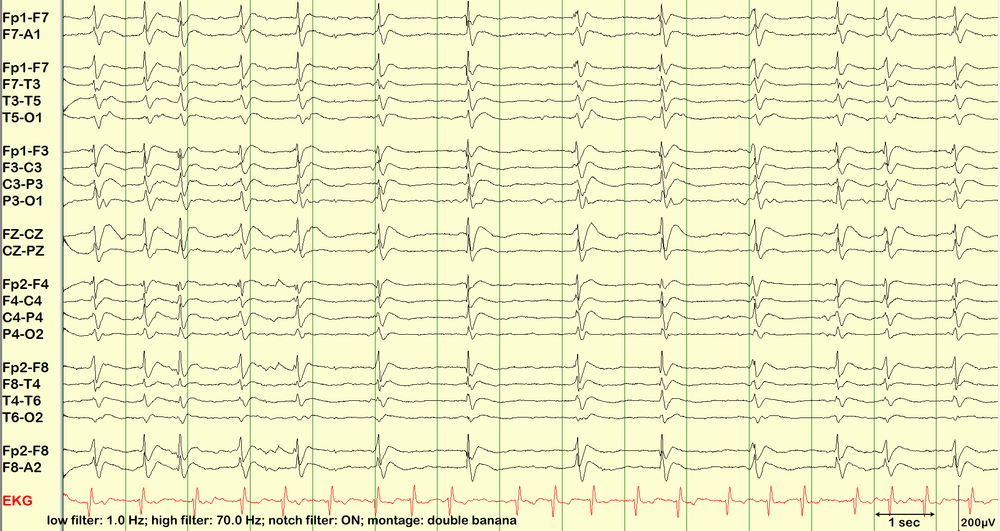 Fp1-F7
F7-A1
Fp1-F7
F7-T3
T3-T5
T5-O1
Fp1-F3
F3-C3
C3-P3
P3-O1
FZ-CZ
CZ-PZ
Fp2-F4
F4-C4
C4-P4
P4-O2
Fp2-F8
F8-T4
T4-T6
T6-O2
Fp2-F8
F8-A2
EKG
low filter: 1.0 Hz; high filter: 70.0 Hz; notch filter: ON; montage: double banana
1 sec
200µV